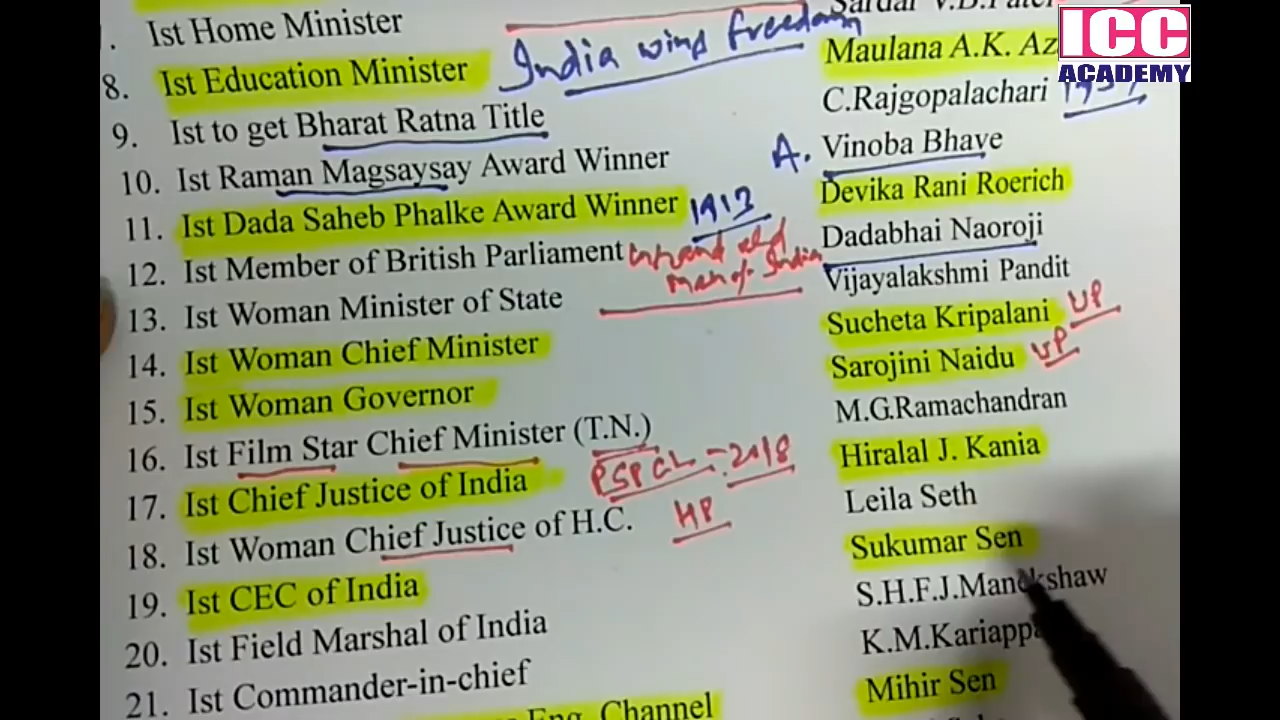 ICC
ACADEMY
. Ist Home Minister
India wins freedom
8. Ist Education Minister Maulana A.K. Az
9. Ist to get Bharat Ratna Title C.Rajgopalachari
10. Ist Raman Magsaysay Award Winner A. Vinoba Bhave
11. Ist Dada Saheb Phalke Award Winner 1913 Devika Rani Roerich
12. Ist Member of British Parliament Dadabhai Naoroji
Man of India
13. Ist Woman Minister of State Vijayalakshmi Pandit
14. Ist Woman Chief Minister Sucheta Kripalani UP
15. Ist Woman Governor Sarojini Naidu UP
16. Ist Film Star Chief Minister (T.N.) M.G.Ramachandran
17. Ist Chief Justice of India PSPCL - 2018 Hiralal J. Kania
18. Ist Woman Chief Justice of H.C. HP Leila Seth
19. Ist CEC of India Sukumar Sen
20. Ist Field Marshal of India S.H.F.J.Manekshaw
21. Ist Commander-in-chief K.M.Kariappa
Eng. Channel Mihir Sen